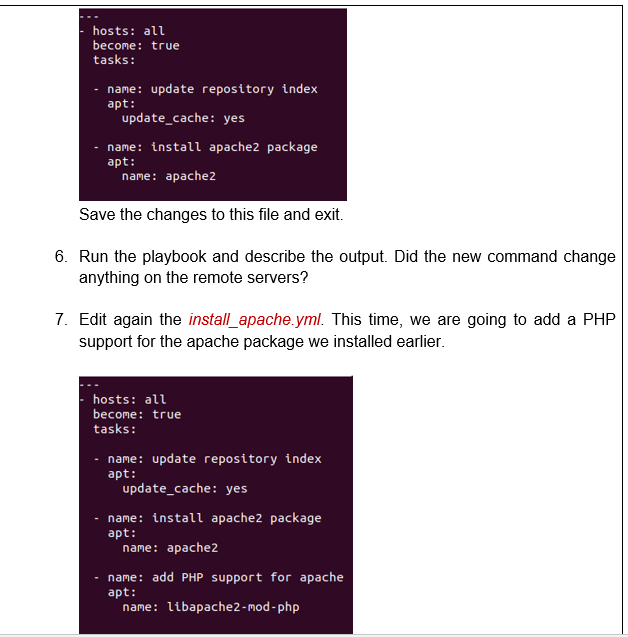 ---
- hosts: all
  become: true
  tasks:

  - name: update repository index
    apt:
      update_cache: yes

  - name: install apache2 package
    apt:
      name: apache2
Save the changes to this file and exit.
6. Run the playbook and describe the output. Did the new command change
anything on the remote servers?
7. Edit again the install_apache.yml. This time, we are going to add a PHP
support for the apache package we installed earlier.
---
- hosts: all
  become: true
  tasks:

  - name: update repository index
    apt:
      update_cache: yes

  - name: install apache2 package
    apt:
      name: apache2

  - name: add PHP support for apache
    apt:
      name: libapache2-mod-php